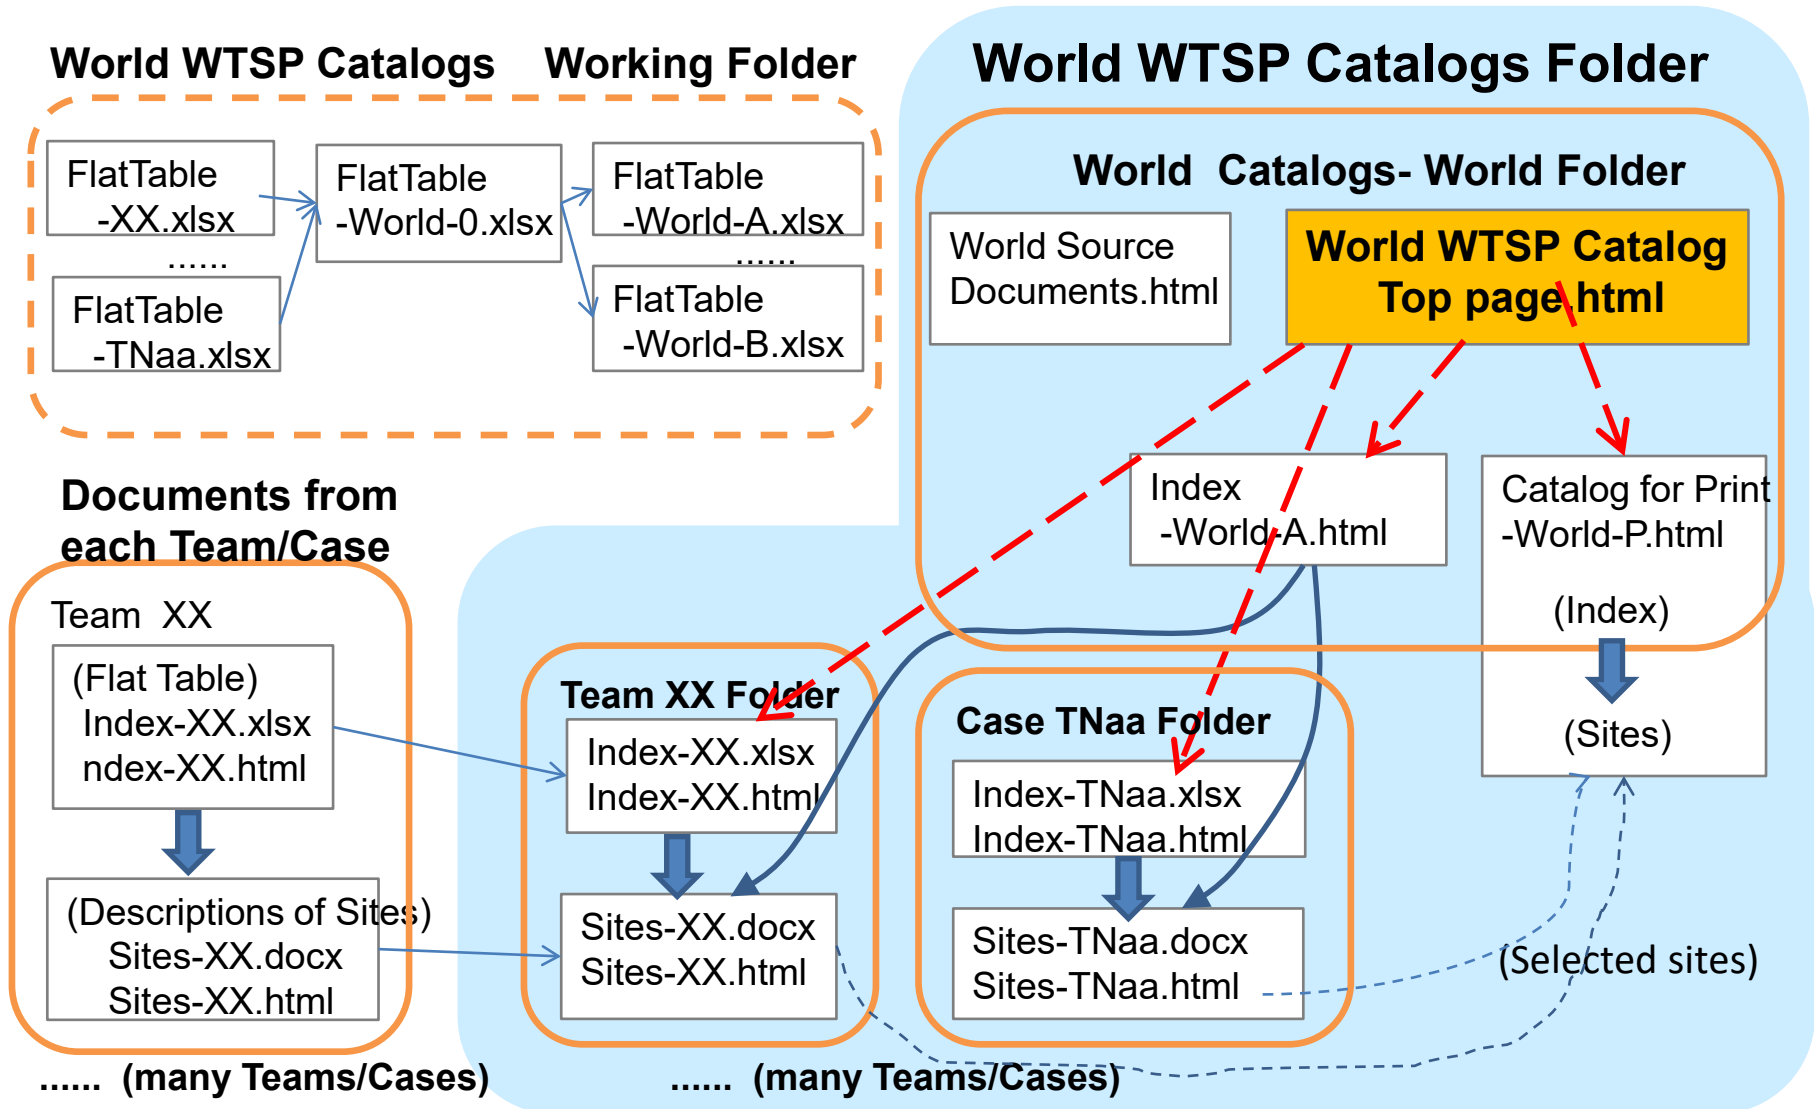 World WTSP Catalogs Working Folder
FlatTable
-XX.xlsx
......
FlatTable
-TNaa.xlsx
FlatTable
-World-0.xlsx
FlatTable
-World-A.xlsx
......
FlatTable
-World-B.xlsx
World WTSP Catalogs Folder
World Catalogs- World Folder
World Source
Documents.html
World WTSP Catalog
Top page.html
Index
-World-A.html
Catalog for Print
-World-P.html
(Index)
(Sites)
Documents from
each Team/Case
Team XX
(Flat Table)
Index-XX.xlsx
ndex-XX.html
(Descriptions of Sites)
Sites-XX.docx
Sites-XX.html
...... (many Teams/Cases)
Team XX Folder
Index-XX.xlsx
Index-XX.html
Sites-XX.docx
Sites-XX.html
Case TNaa Folder
Index-TNaa.xlsx
Index-TNaa.html
Sites-TNaa.docx
Sites-TNaa.html
(Selected sites)
...... (many Teams/Cases)